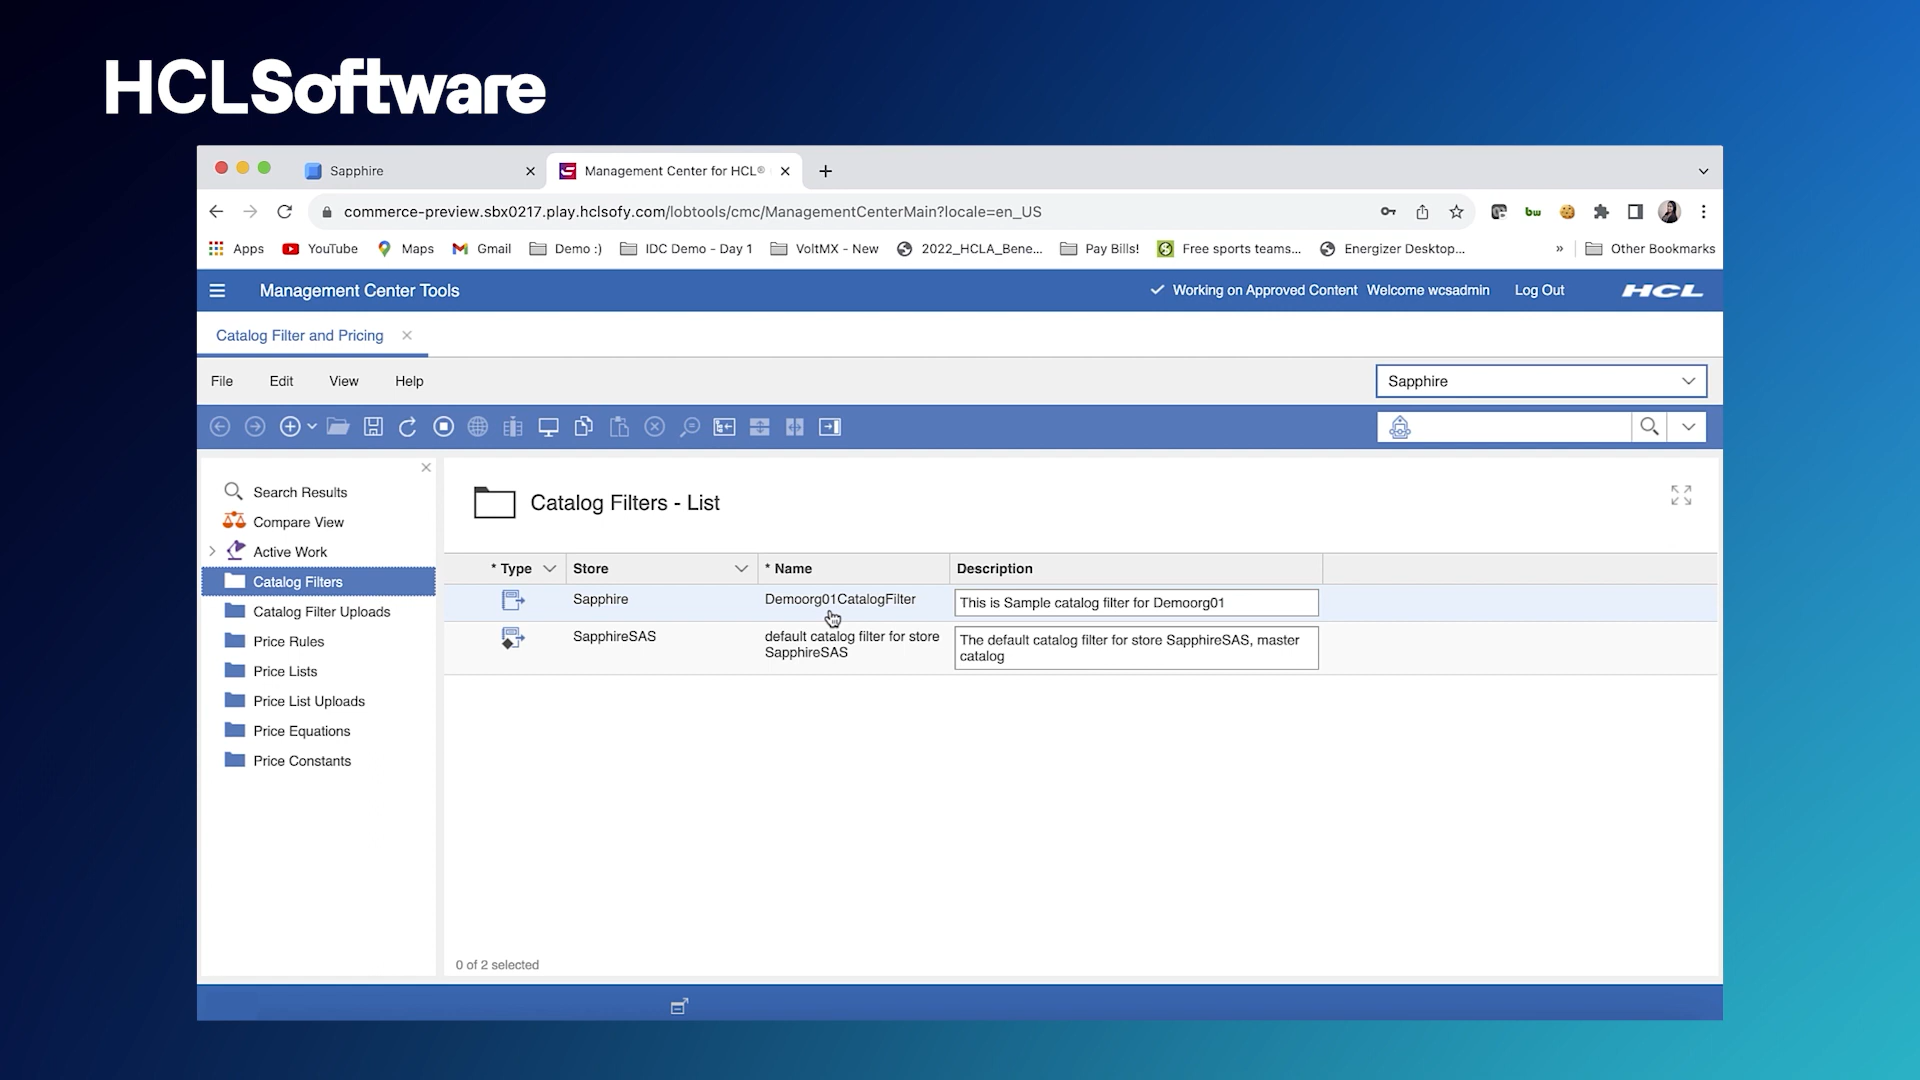 HCLSoftware
Sapphire
Management Center for HCL®
commerce-preview.sbx0217.play.hclsofy.com/lobtools/cmc/ManagementCenterMain?locale=en_US
bw
Apps YouTube Maps Gmail Demo :) IDC Demo - Day 1 VoltMX - New 2022_HCLA_Bene... Pay Bills! Free sports teams... Energizer Desktop... » Other Bookmarks
Management Center Tools Working on Approved Content Welcome wcsadmin Log Out HCL
Catalog Filter and Pricing
File Edit View Help Sapphire
Search Results
Compare View
Active Work
Catalog Filters
Catalog Filter Uploads
Price Rules
Price Lists
Price List Uploads
Price Equations
Price Constants
Catalog Filters - List
* Type Store * Name Description
Sapphire Demoorg01CatalogFilter This is Sample catalog filter for Demoorg01
SapphireSAS default catalog filter for store The default catalog filter for store SapphireSAS, master
SapphireSAS catalog
0 of 2 selected